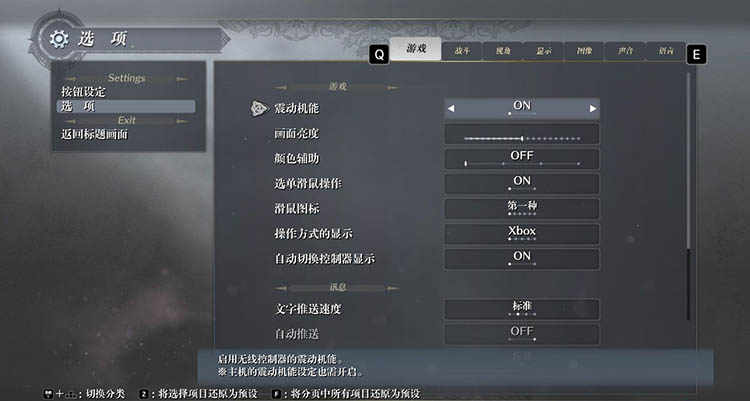 选 项
Q 游戏 战斗 视角 显示 图像 声音 语言 E
Settings
按钮设定
选 项
Exit
返回标题画面
游戏
震动机能 ON
画面亮度
颜色辅助 OFF
选单滑鼠操作 ON
滑鼠图标 第一种
操作方式的显示 Xbox
自动切换控制器显示 ON
讯息
文字推送速度 标准
自动推送 OFF
启用无线控制器的震动机能。
※主机的震动机能设定也需开启。
+ : 切换分类 Z : 将选择项目还原为预设 F : 将分页中所有项目还原为预设